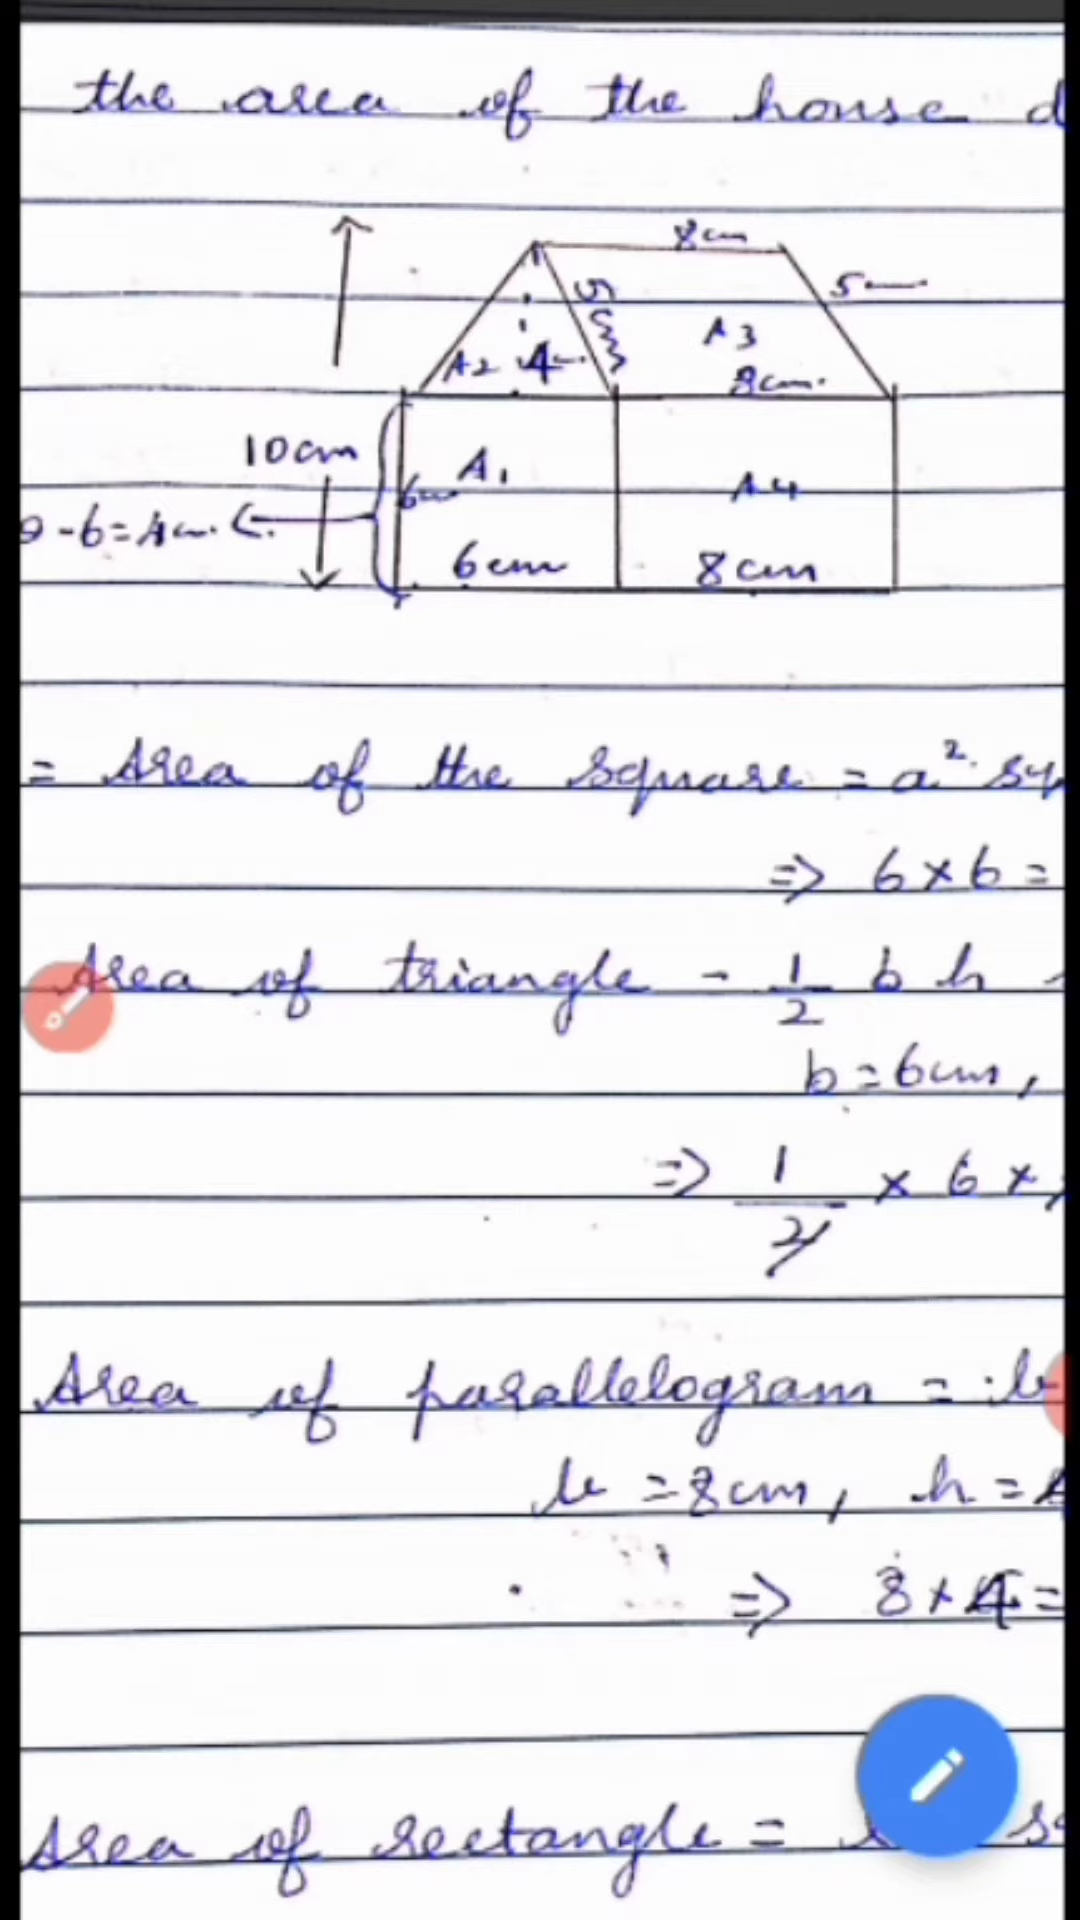 the area of the house d
8cm
5cm
5cm
A3
A2 4cm
8cm.
10cm
A1
A4
6cm
-6=4cm.
6cm
8cm
= Area of the square = a². sq
=> 6×6=
Area of triangle - 1/2 b h
b=6cm,
=> 1/2 × 6 ×
Area of parallelogram = b
b =8cm, h=4
=> 8×4=
Area of rectangle =